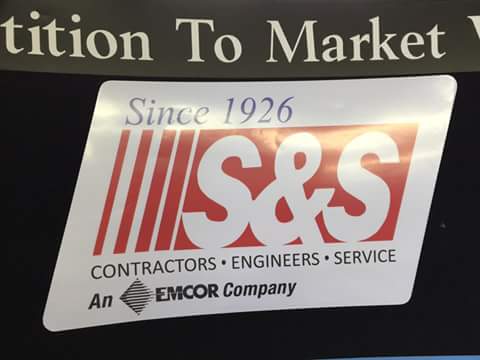 tition To Market
Since 1926
S&S
CONTRACTORS • ENGINEERS • SERVICE
An EMCOR Company